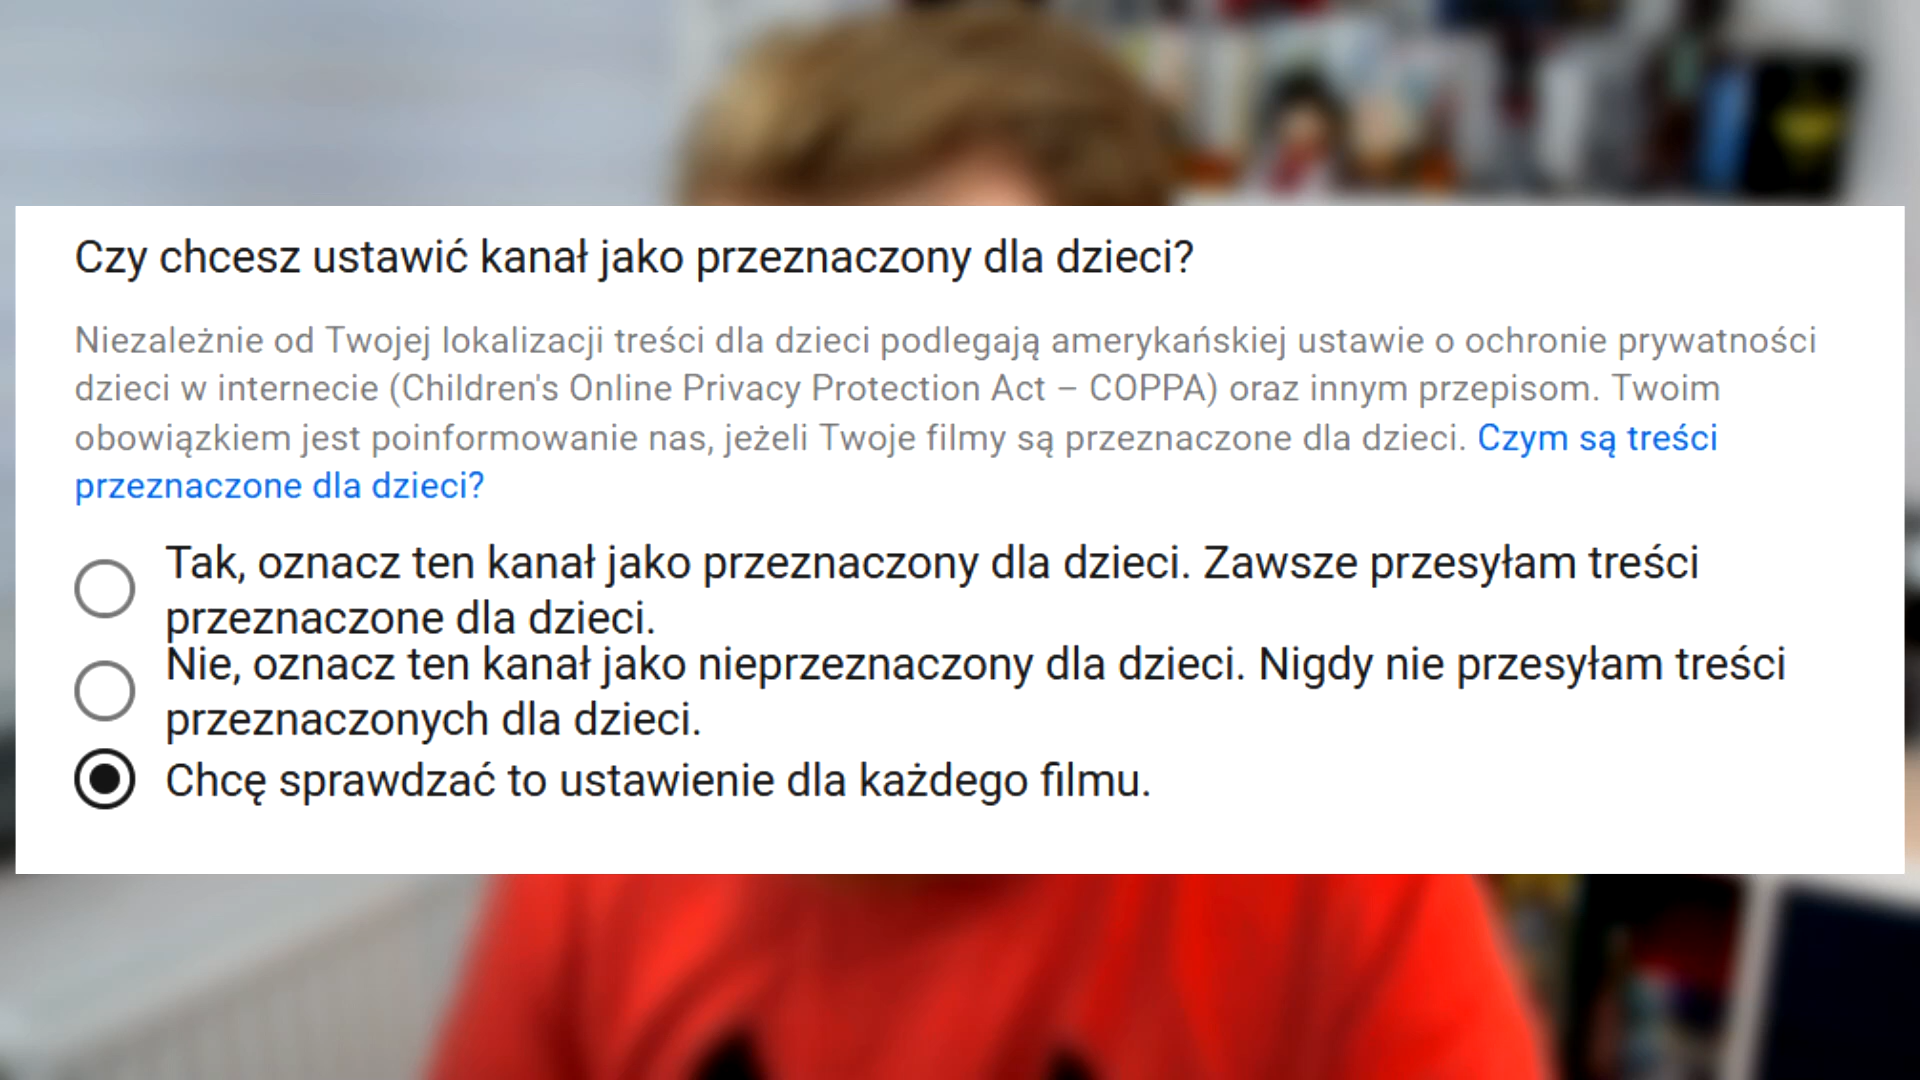 Czy chcesz ustawić kanał jako przeznaczony dla dzieci?
Niezależnie od Twojej lokalizacji treści dla dzieci podlegają amerykańskiej ustawie o ochronie prywatności
dzieci w internecie (Children's Online Privacy Protection Act – COPPA) oraz innym przepisom. Twoim
obowiązkiem jest poinformowanie nas, jeżeli Twoje filmy są przeznaczone dla dzieci. Czym są treści
przeznaczone dla dzieci?
Tak, oznacz ten kanał jako przeznaczony dla dzieci. Zawsze przesyłam treści
przeznaczone dla dzieci.
Nie, oznacz ten kanał jako nieprzeznaczony dla dzieci. Nigdy nie przesyłam treści
przeznaczonych dla dzieci.
Chcę sprawdzać to ustawienie dla każdego filmu.